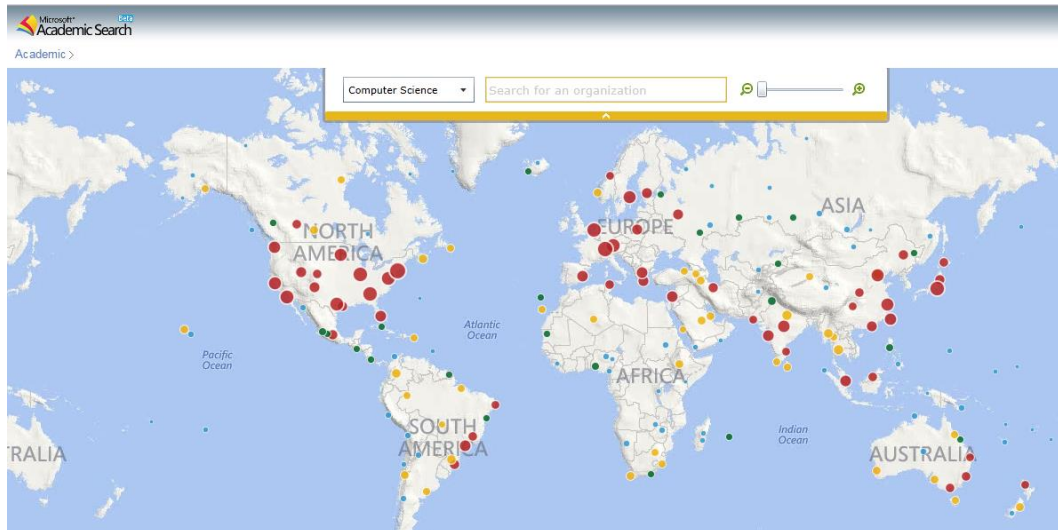 Microsoft®
Academic Search Beta
Academic >
Computer Science
Search for an organization
NORTH
AMERICA
EUROPE
ASIA
Atlantic
Ocean
Pacific
Ocean
AFRICA
SOUTH
AMERICA
Indian
Ocean
TRALIA
AUSTRALIA